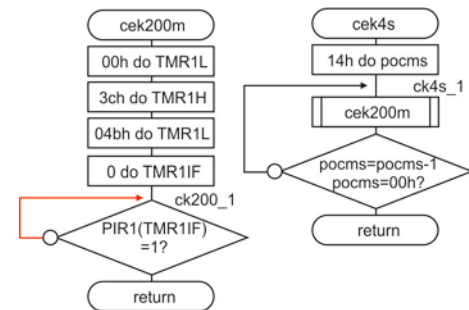 cek200m
00h do TMR1L
3ch do TMR1H
04bh do TMR1L
0 do TMR1IF
ck200_1
PIR1(TMR1IF)
=1?
return
cek4s
14h do pocms
ck4s_1
cek200m
pocms=pocms-1
pocms=00h?
return